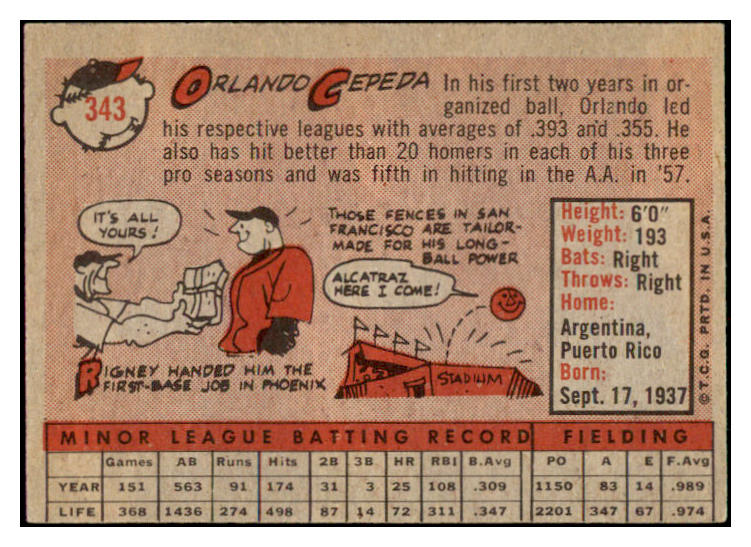 343
ORLANDO CEPEDA
In his first two years in or-
ganized ball, Orlando led
his respective leagues with averages of .393 and .355. He
also has hit better than 20 homers in each of his three
pro seasons and was fifth in hitting in the A.A. in '57.
IT'S ALL
YOURS!
RIGNEY HANDED HIM THE
FIRST-BASE JOB IN PHOENIX
THOSE FENCES IN SAN
FRANCISCO ARE TAILOR-
MADE FOR HIS LONG-
BALL POWER
ALCATRAZ
HERE I COME!
STADIUM
Height: 6'0"
Weight: 193
Bats: Right
Throws: Right
Home:
Argentina,
Puerto Rico
Born:
Sept. 17, 1937
© T.C.G. PRTD. IN U.S.A.
MINOR LEAGUE BATTING RECORD FIELDING
Games AB Runs Hits 2B 3B HR RBI B.Avg PO A E F.Avg
YEAR 151 563 91 174 31 3 25 108 .309 1150 83 14 .989
LIFE 368 1436 274 498 87 14 72 311 .347 2201 347 67 .974